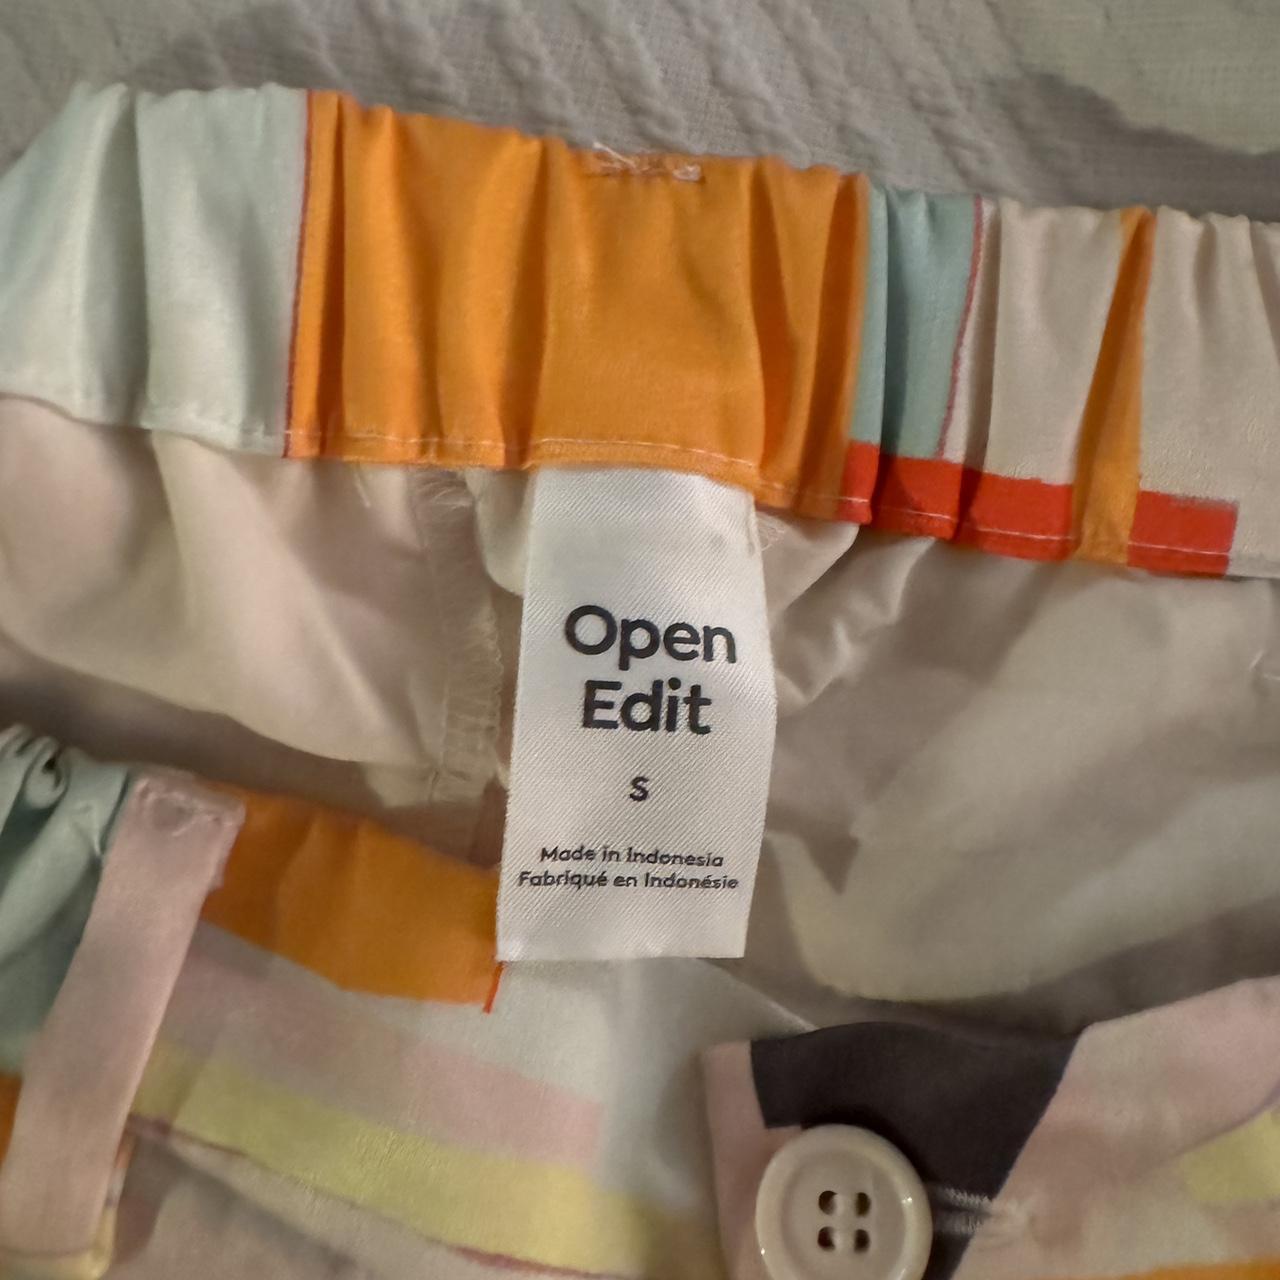 Open
Edit
S
Made in Indonesia
Fabriqué en Indonésie